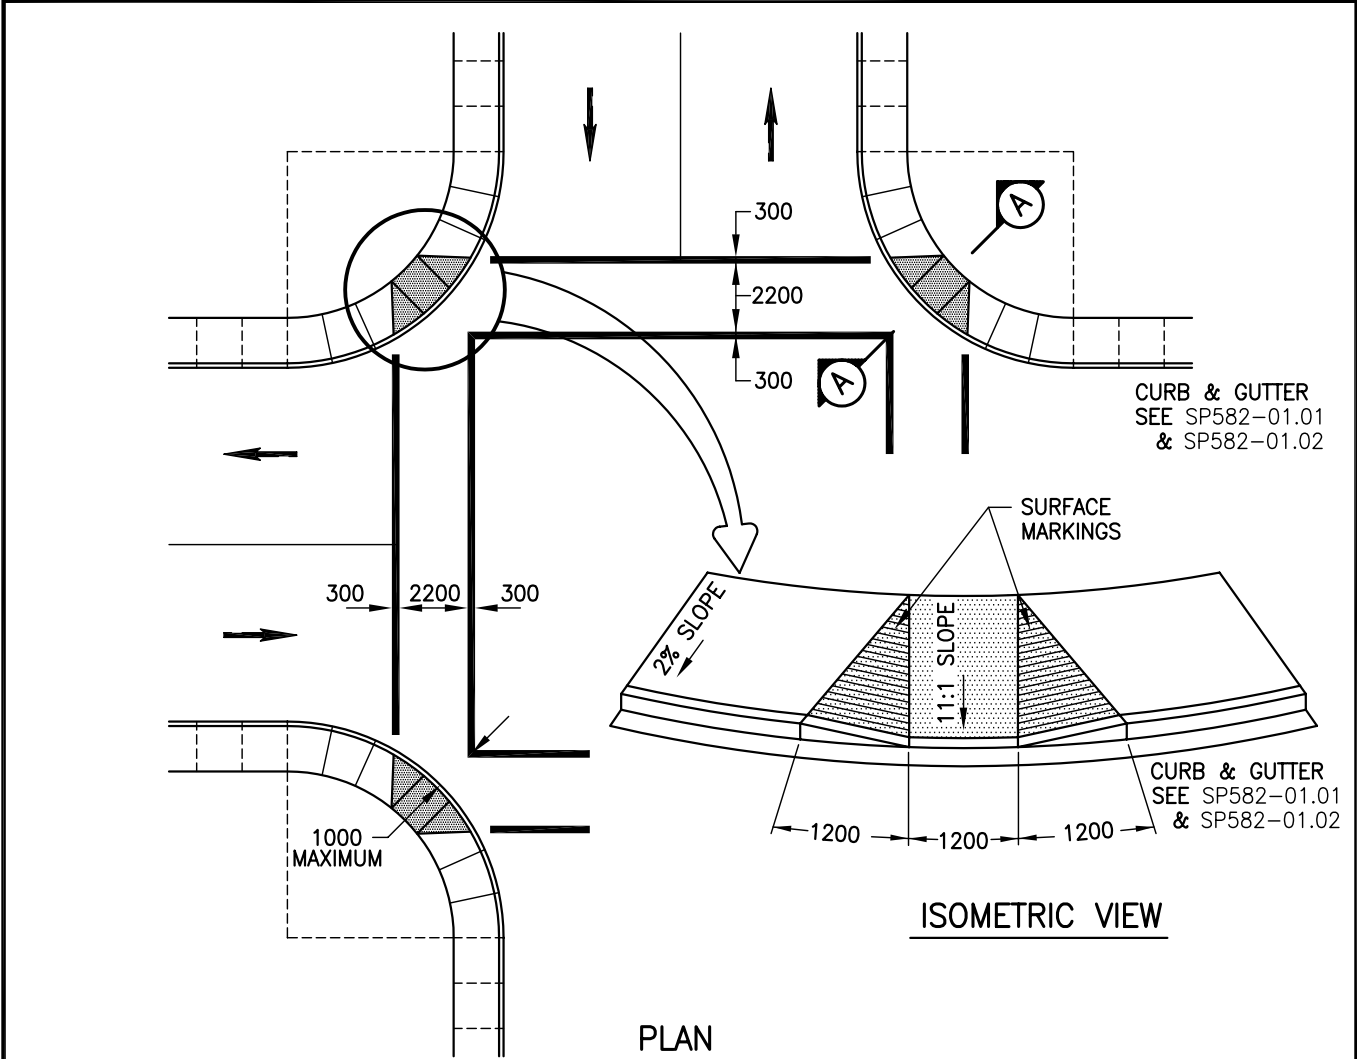 300
A
2200
300
A
CURB & GUTTER
SEE SP582-01.01
& SP582-01.02
SURFACE
MARKINGS
300 2200 300
2% SLOPE
11:1 SLOPE
CURB & GUTTER
SEE SP582-01.01
& SP582-01.02
1000
MAXIMUM
1200 1200 1200
ISOMETRIC VIEW
PLAN